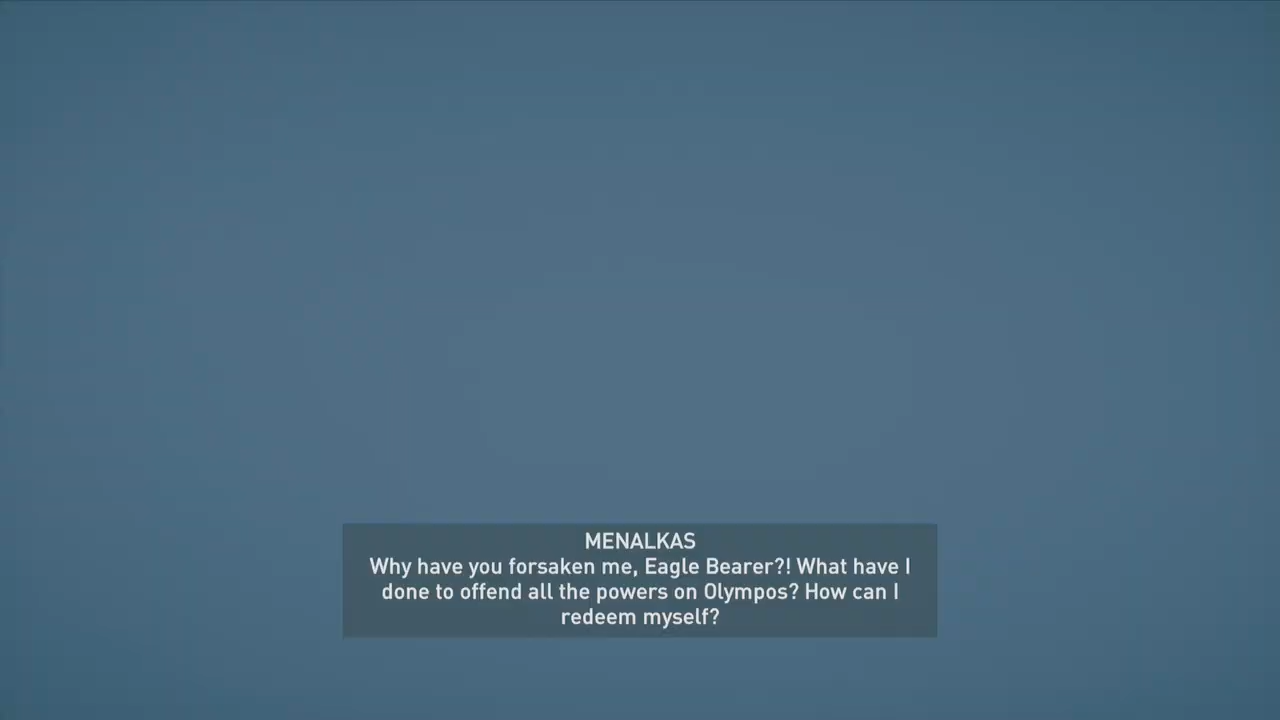 MENALKAS
Why have you forsaken me, Eagle Bearer?! What have I
done to offend all the powers on Olympos? How can I
redeem myself?